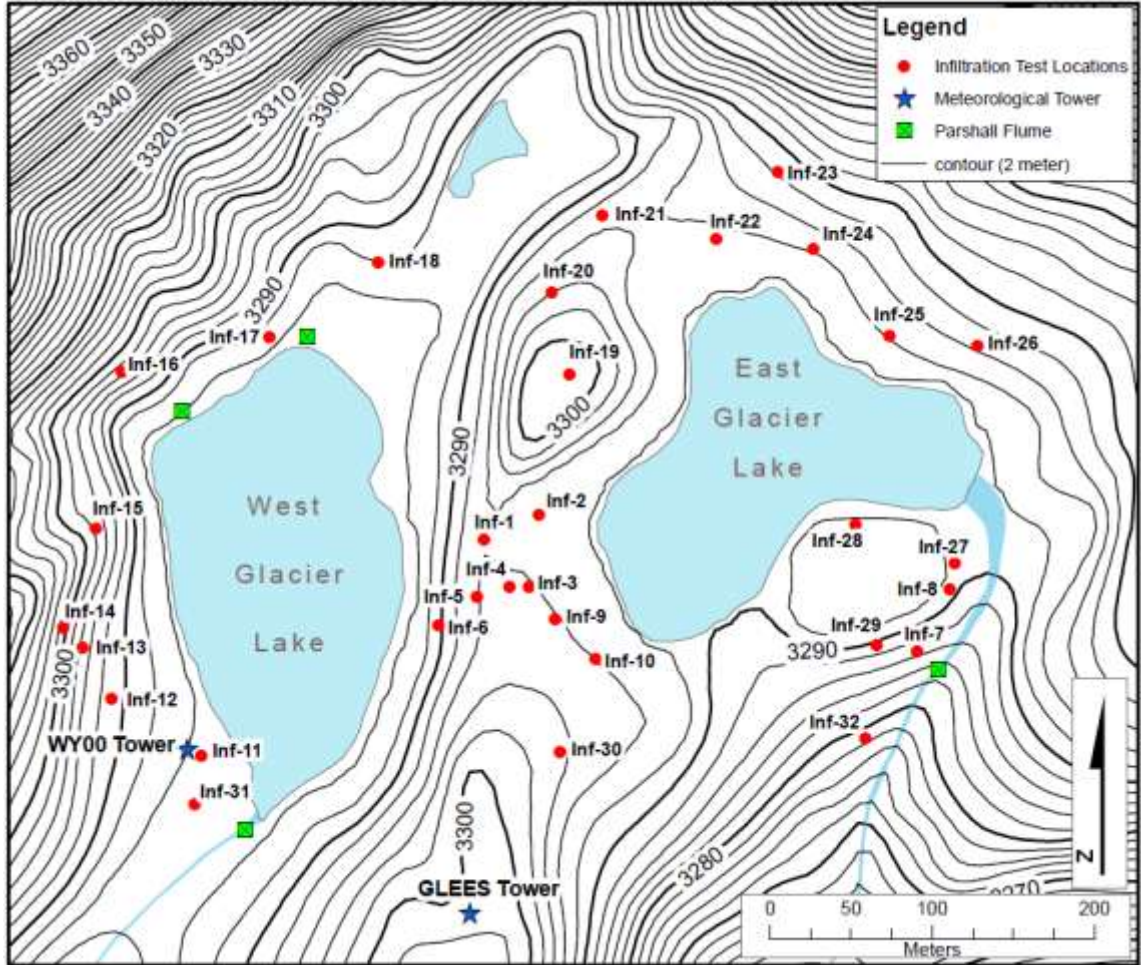 Legend
Infiltration Test Locations
Meteorological Tower
Parshall Flume
contour (2 meter)
3360
3350
3330
3340
3310
3300
3320
Inf-23
Inf-21
Inf-22
Inf-24
Inf-18
3290
Inf-20
Inf-17
Inf-25
Inf-26
Inf-16
Inf-19
East
Glacier
Lake
3300
3290
Inf-15
West
Glacier
Lake
Inf-2
Inf-1
Inf-28
Inf-27
Inf-4
Inf-3
Inf-8
Inf-5
Inf-14
Inf-9
Inf-6
Inf-29
Inf-7
3290
Inf-13
3300
Inf-10
Inf-12
WY00 Tower
Inf-11
Inf-30
Inf-32
Inf-31
3300
3280
GLEES Tower
3270
N
0 50 100 200
Meters